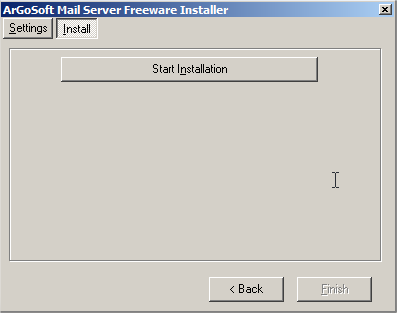 ArGoSoft Mail Server Freeware Installer
Settings Install
Start Installation
< Back Finish